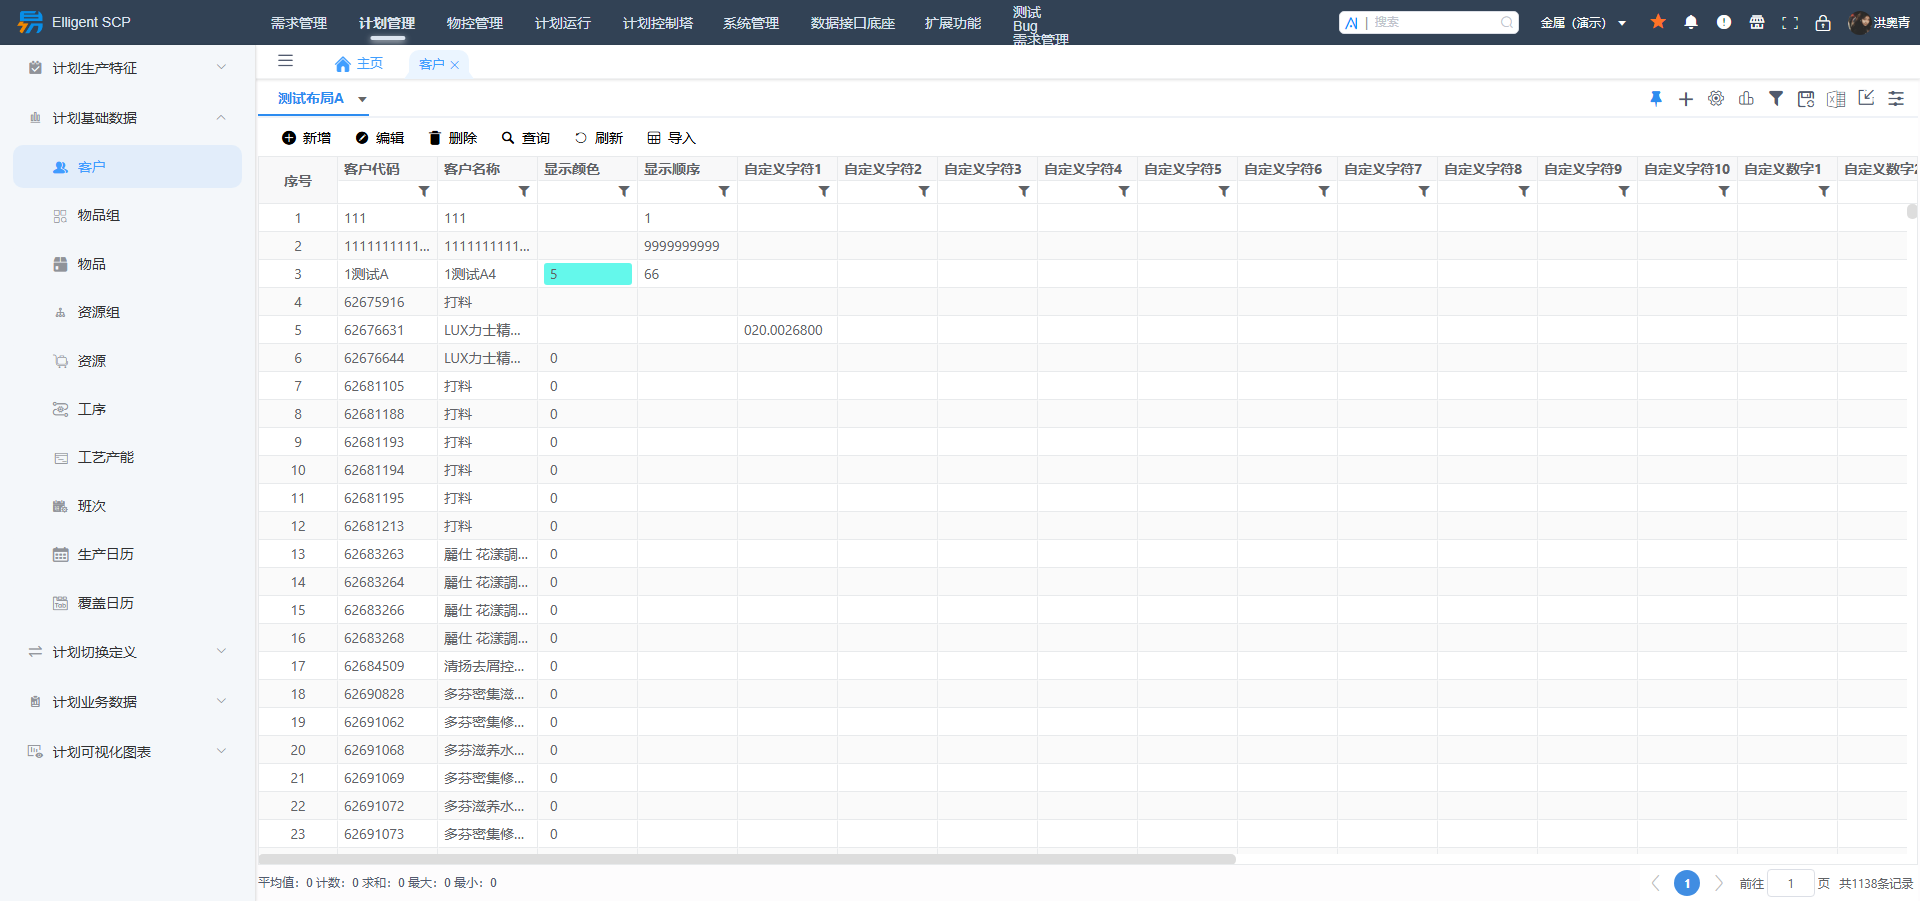 Elligent SCP
需求管理 计划管理 物控管理 计划运行 计划控制塔 系统管理 数据接口底座 扩展功能 测试Bug需求管理
AI | 搜索
金属（演示）
洪奥青
计划生产特征
计划基础数据
客户
物品组
物品
资源组
资源
工序
工艺产能
班次
生产日历
覆盖日历
计划切换定义
计划业务数据
计划可视化图表
主页 客户
测试布局A
新增 编辑 删除 查询 刷新 导入
序号 客户代码 客户名称 显示颜色 显示顺序 自定义字符1 自定义字符2 自定义字符3 自定义字符4 自定义字符5 自定义字符6 自定义字符7 自定义字符8 自定义字符9 自定义字符10 自定义数字1 自定义数字2
1 111 111 1
2 1111111111... 1111111111... 9999999999
3 1测试A 1测试A4 5 66
4 62675916 打料
5 62676631 LUX力士精... 020.0026800
6 62676644 LUX力士精... 0
7 62681105 打料 0
8 62681188 打料 0
9 62681193 打料 0
10 62681194 打料 0
11 62681195 打料 0
12 62681213 打料 0
13 62683263 麗仕 花漾調... 0
14 62683264 麗仕 花漾調... 0
15 62683266 麗仕 花漾調... 0
16 62683268 麗仕 花漾調... 0
17 62684509 清扬去屑控... 0
18 62690828 多芬密集滋... 0
19 62691062 多芬密集修... 0
20 62691068 多芬滋养水... 0
21 62691069 多芬密集修... 0
22 62691072 多芬滋养水... 0
23 62691073 多芬密集修... 0
平均值：0 计数：0 求和：0 最大：0 最小：0
1 前往 1 页 共1138条记录